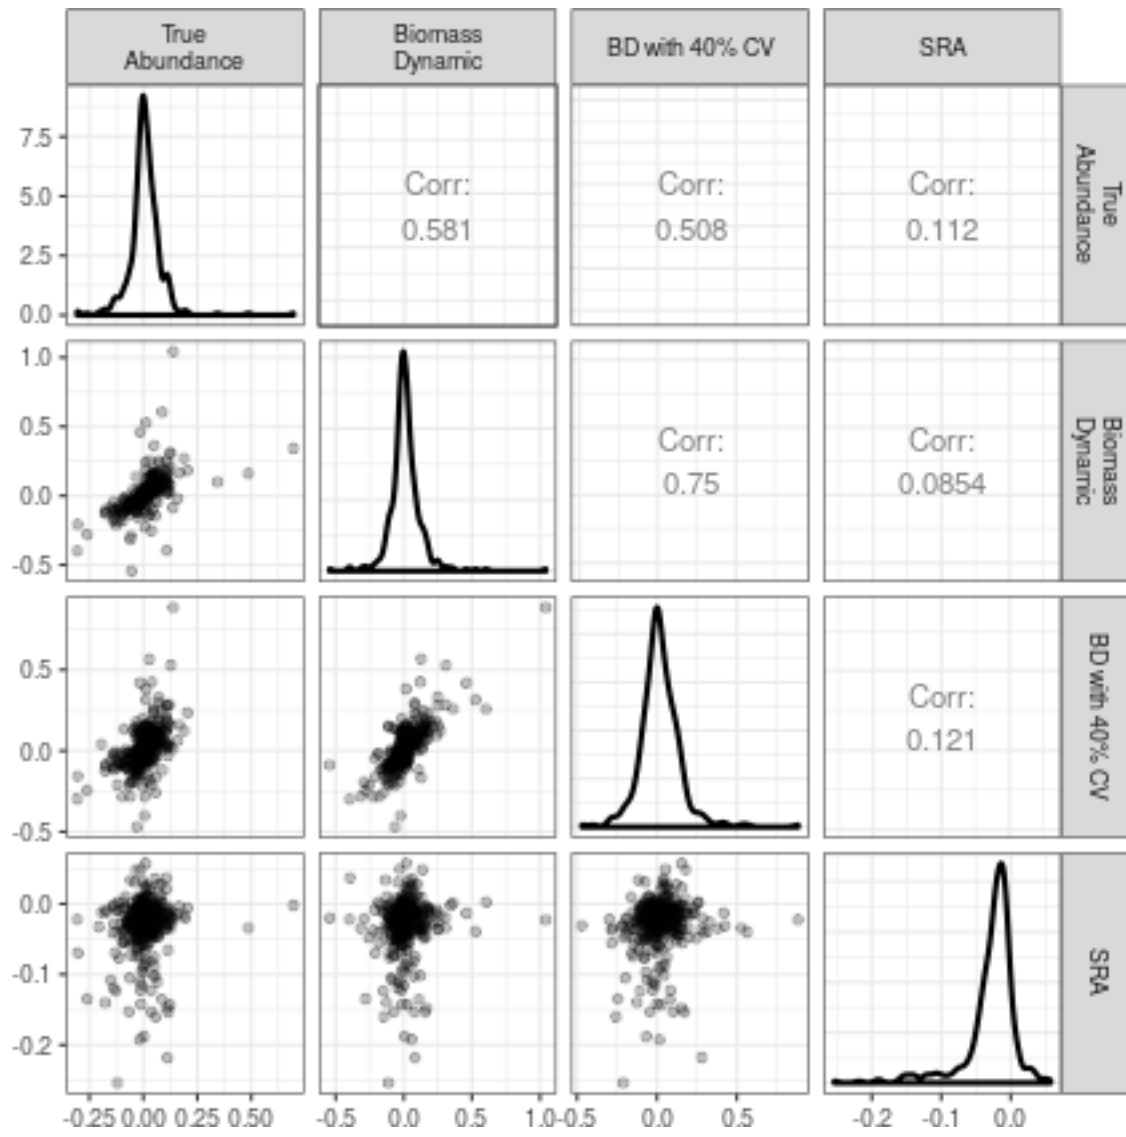 True
Abundance
Biomass
Dynamic
BD with 40% CV
SRA
7.5
5.0
2.5
0.0
Corr:
0.581
Corr:
0.508
Corr:
0.112
True
Abundance
1.0
0.5
0.0
-0.5
Corr:
0.75
Corr:
0.0854
Biomass
Dynamic
0.5
0.0
-0.5
Corr:
0.121
BD with 40% CV
0.0
-0.1
-0.2
SRA
-0.25 0.00 0.25 0.50
-0.5 0.0 0.5 1.0
-0.5 0.0 0.5
-0.2 -0.1 0.0